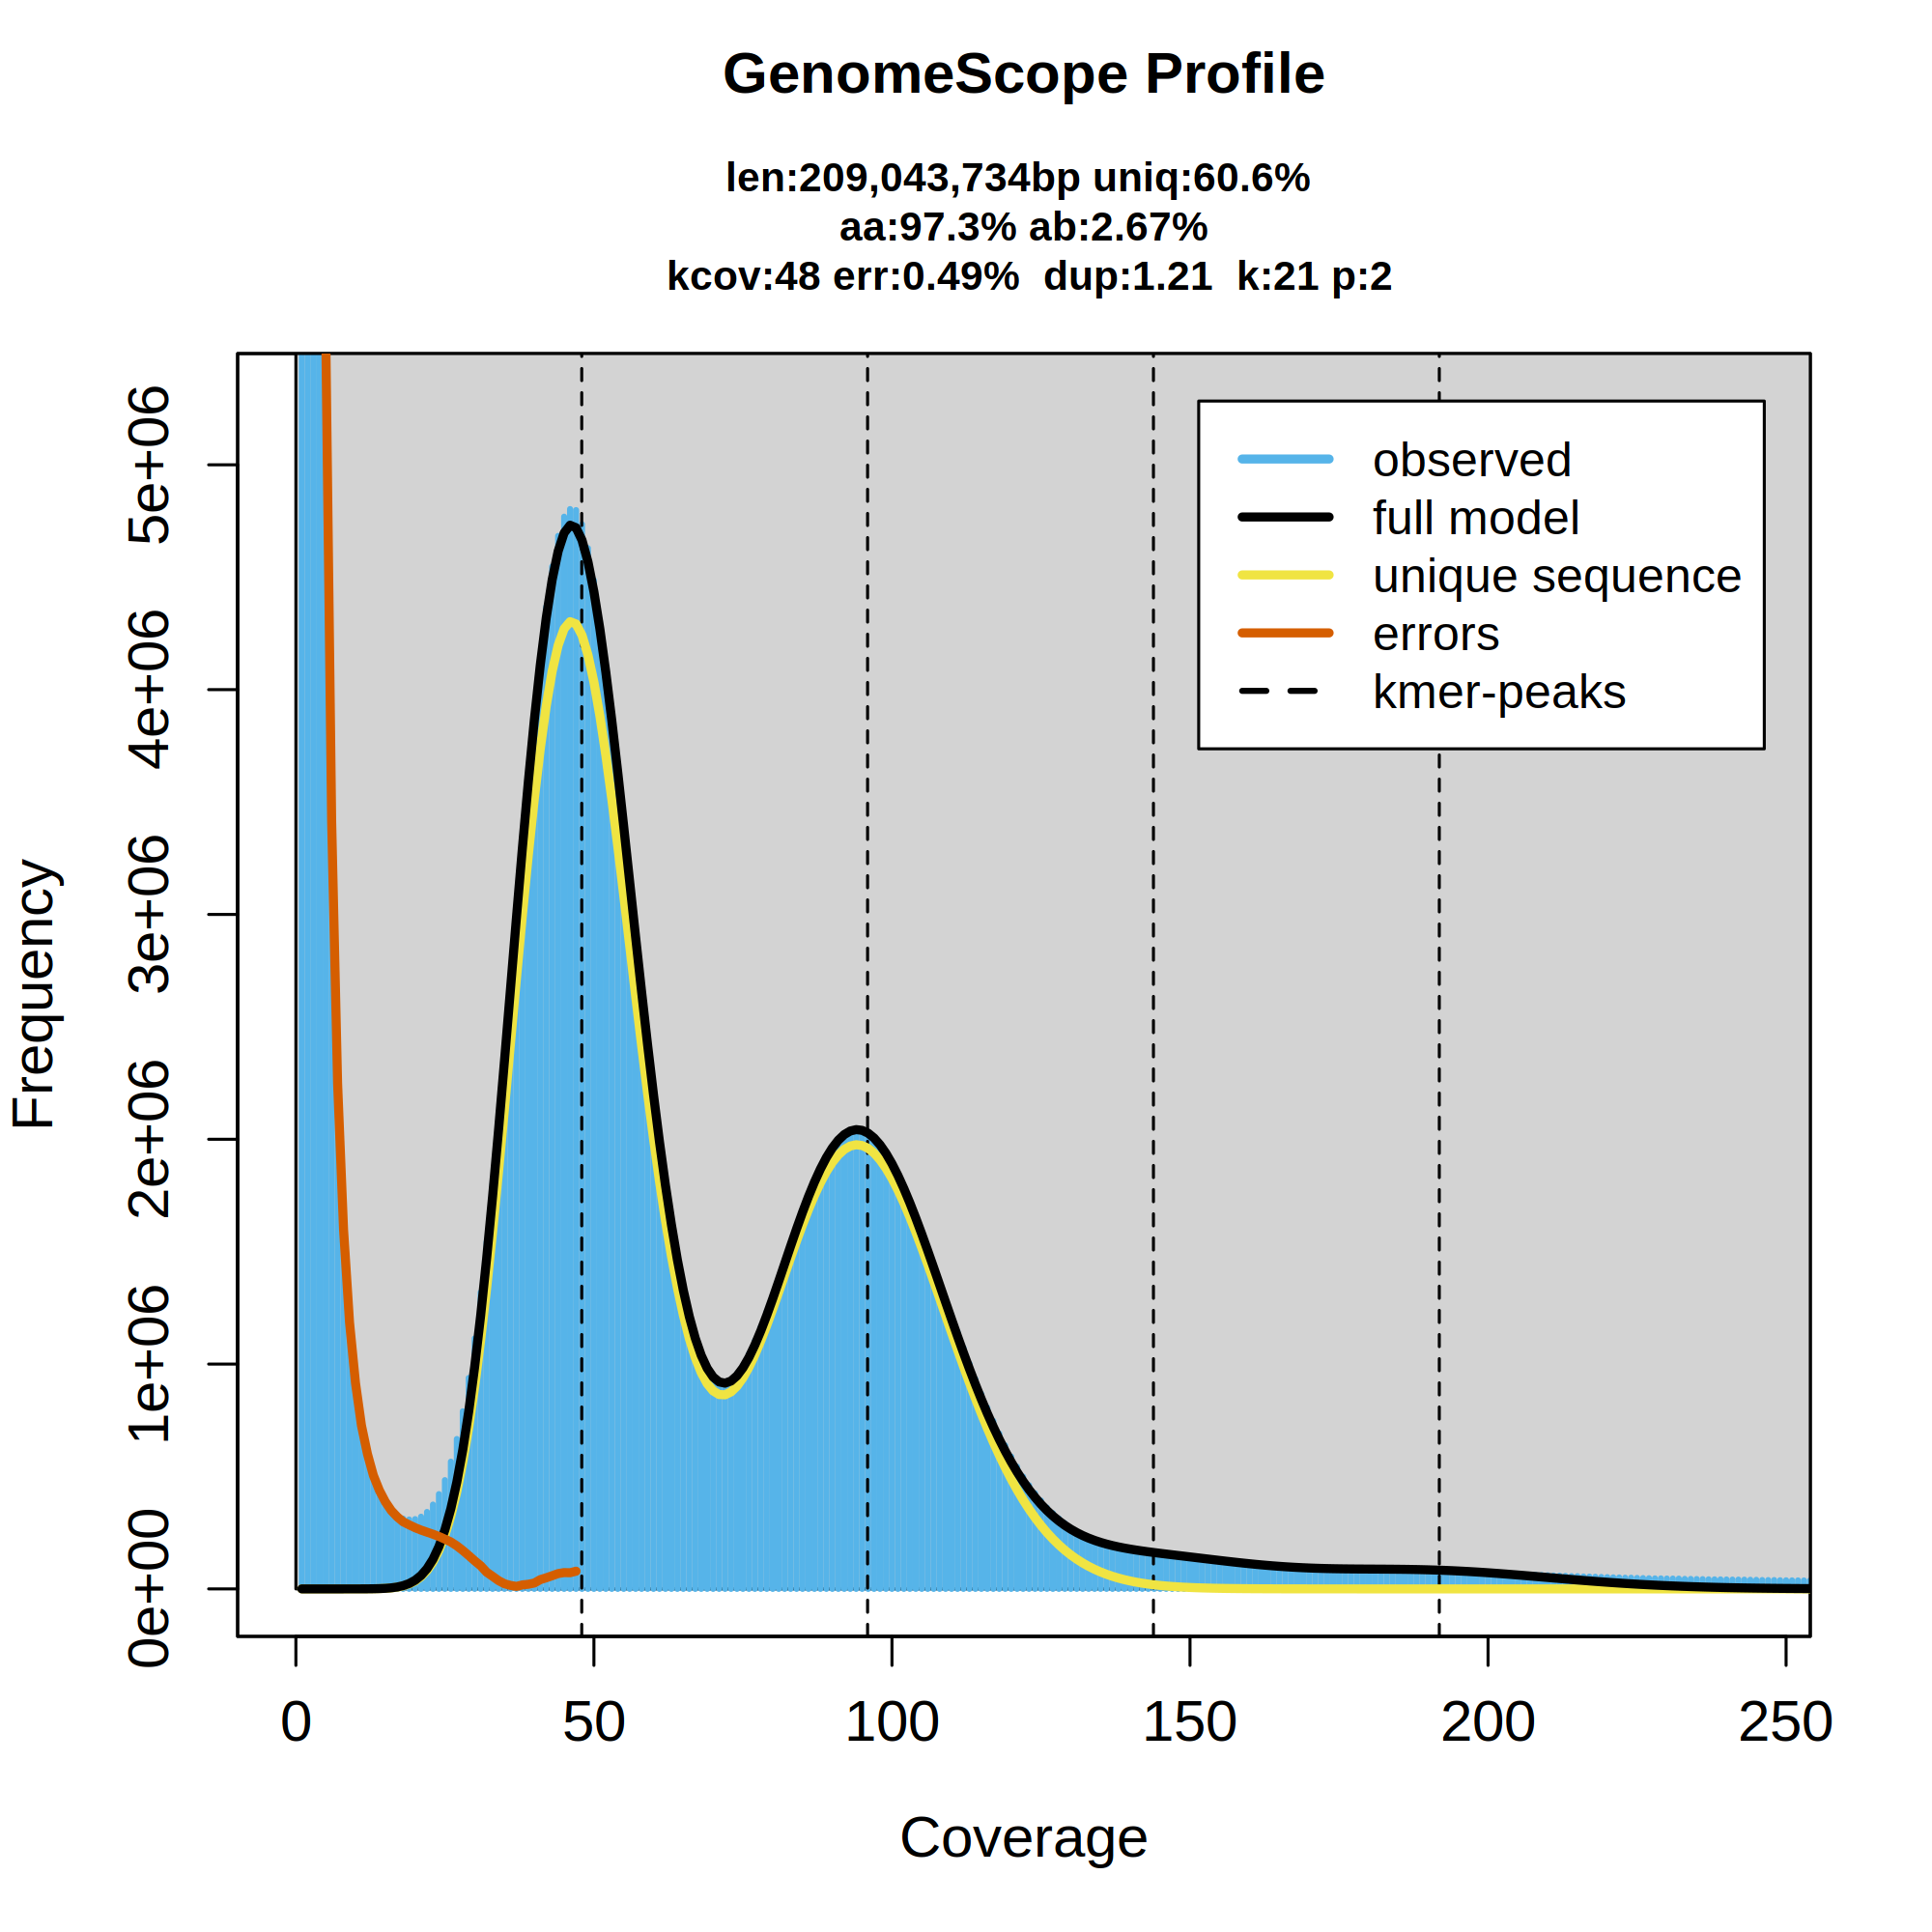 GenomeScope Profile
len:209,043,734bp uniq:60.6%
aa:97.3% ab:2.67%
kcov:48 err:0.49%  dup:1.21  k:21 p:2
observed
full model
unique sequence
errors
kmer-peaks
Frequency
5e+06
4e+06
3e+06
2e+06
1e+06
0e+00
0 50 100 150 200 250
Coverage